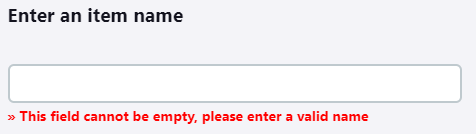 Enter an item name
» This field cannot be empty, please enter a valid name